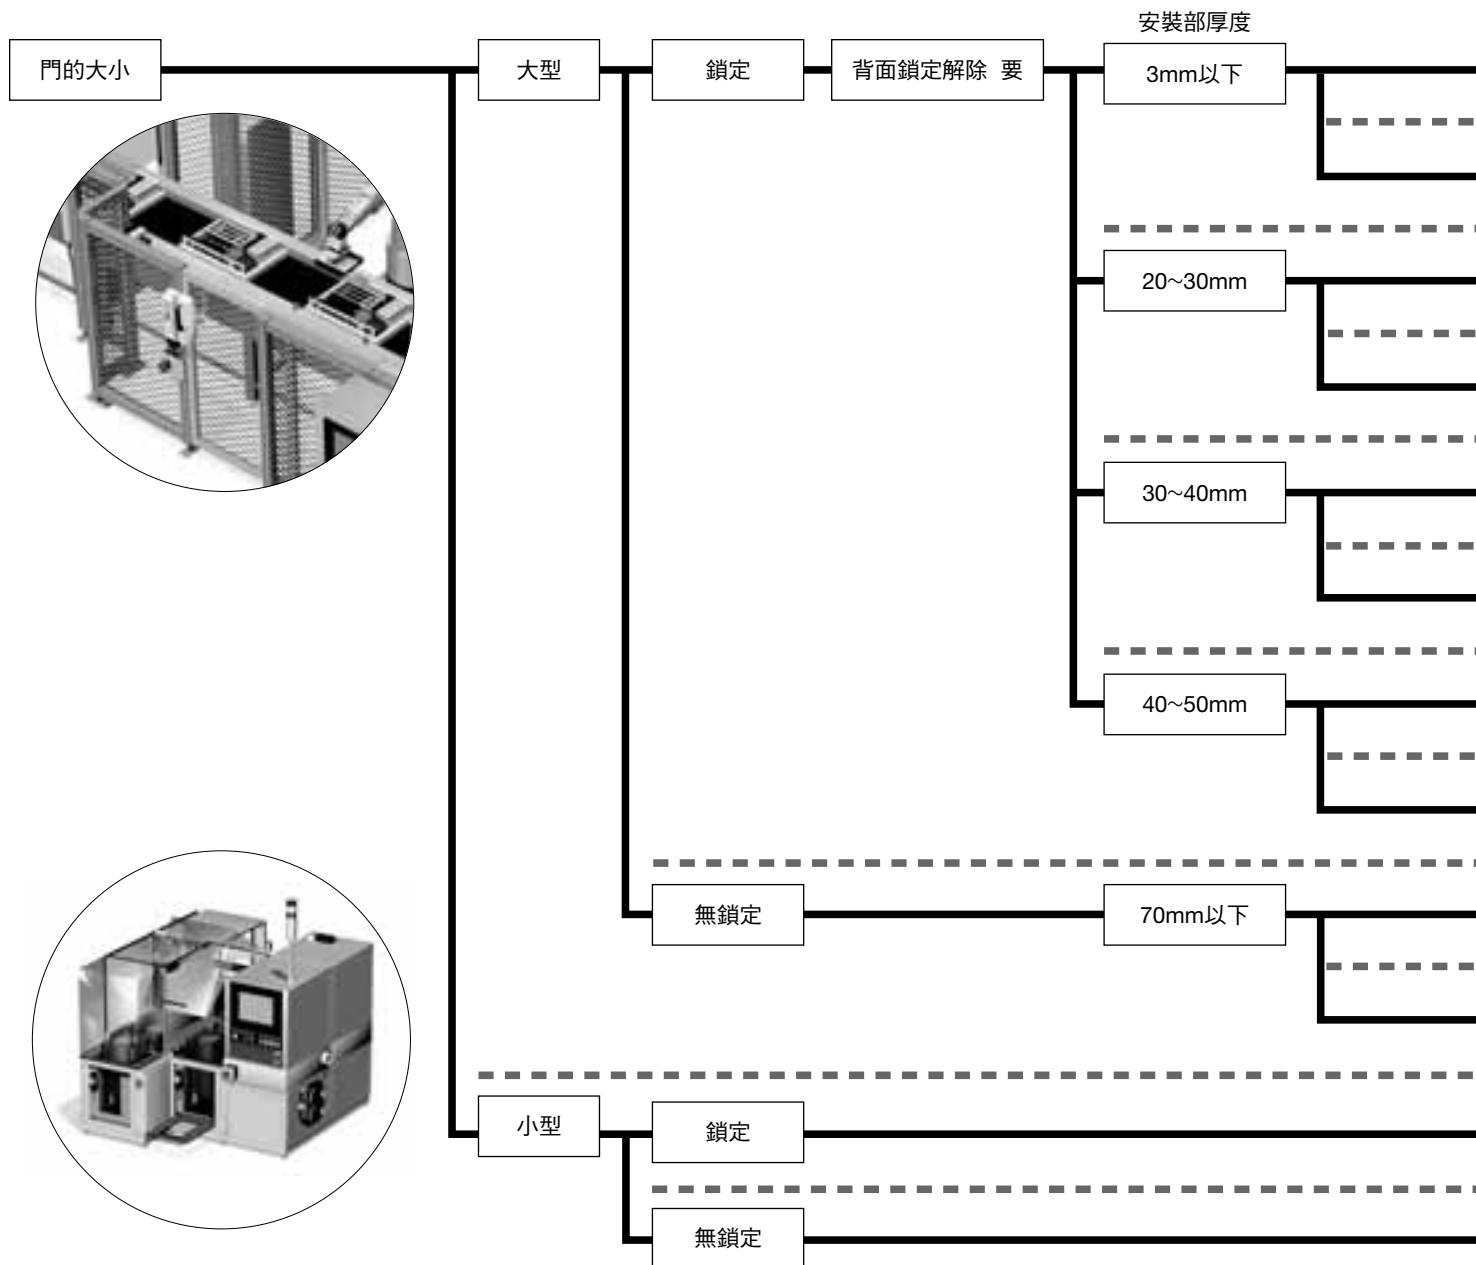 安裝部厚度
門的大小
大型
鎖定
背面鎖定解除 要
3mm以下
20~30mm
30~40mm
40~50mm
無鎖定
70mm以下
小型
鎖定
無鎖定